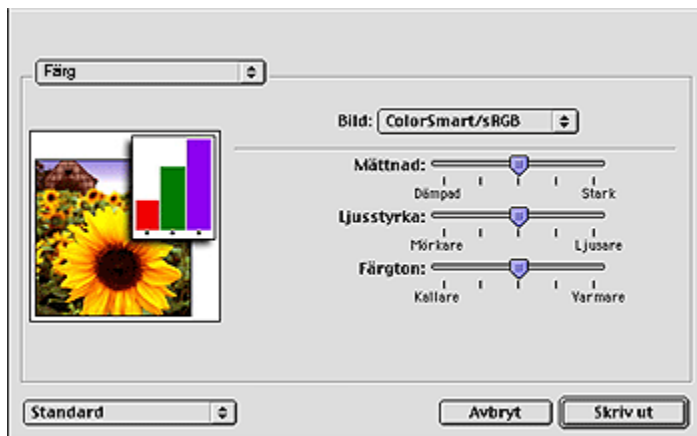 Färg
Bild: ColorSmart/sRGB
Mättnad:
Dämpad Stark
Ljusstyrka:
Mörkare Ljusare
Färgton:
Kallare Varmare
Standard Avbryt Skriv ut